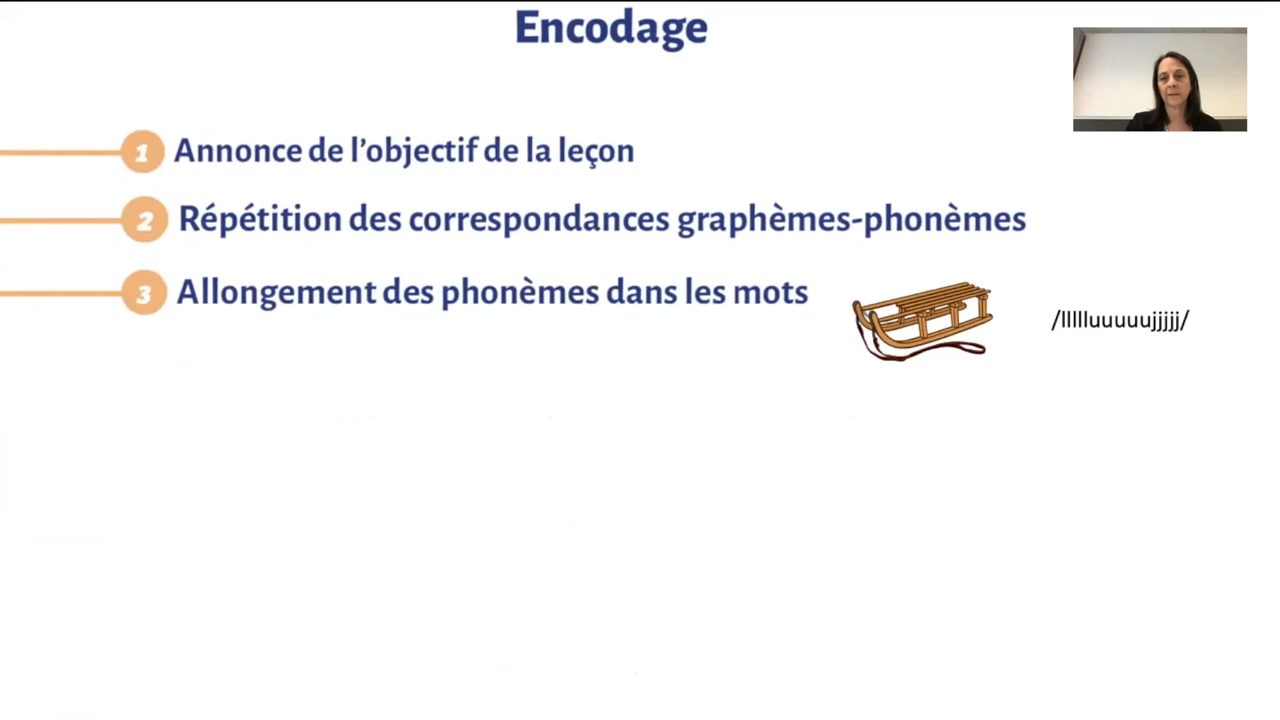 Encodage
1 Annonce de l'objectif de la leçon
2 Répétition des correspondances graphèmes-phonèmes
3 Allongement des phonèmes dans les mots
/llllluuuuujjjjj/